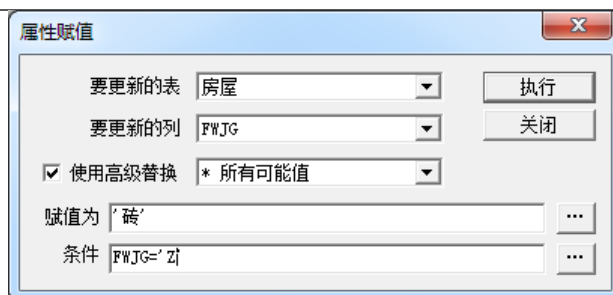 属性赋值
要更新的表 房屋 执行
要更新的列 FWJG 关闭
使用高级替换 * 所有可能值
赋值为 '砖' ...
条件 FWJG='Z' ...